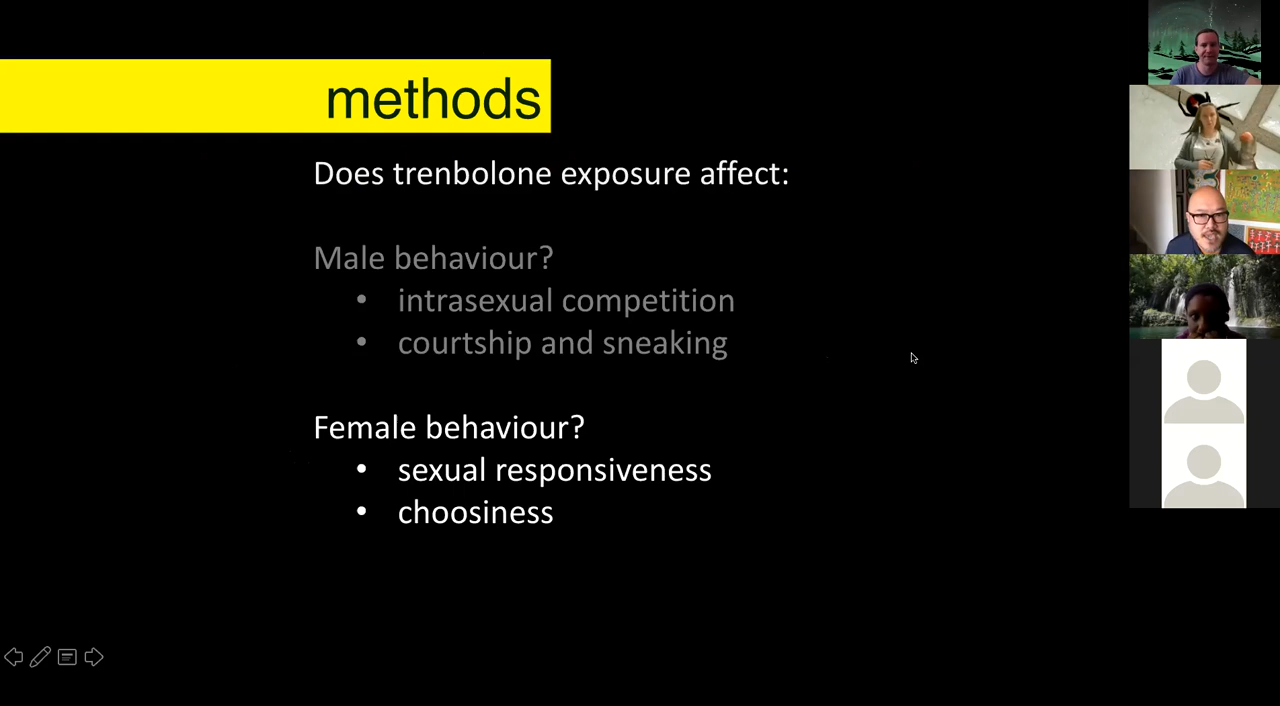 methods
Does trenbolone exposure affect:
Male behaviour?
• intrasexual competition
• courtship and sneaking
Female behaviour?
• sexual responsiveness
• choosiness